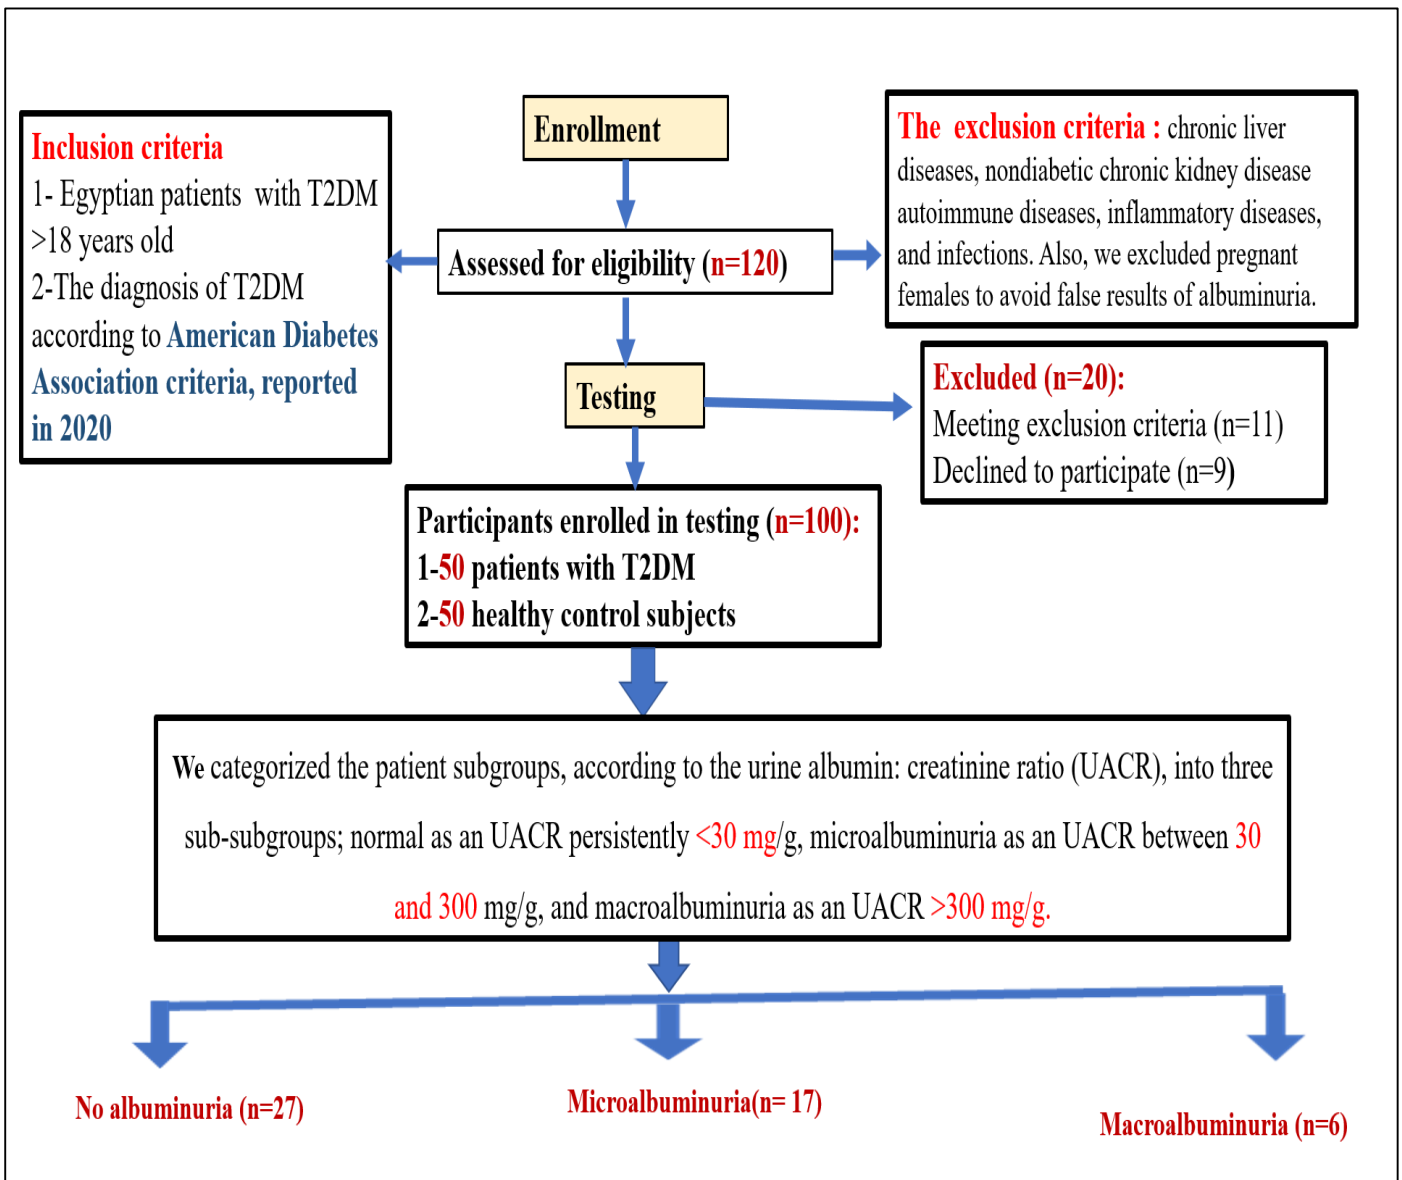 Enrollment
Inclusion criteria
1- Egyptian patients with T2DM
>18 years old
2-The diagnosis of T2DM
according to American Diabetes
Association criteria, reported
in 2020
Assessed for eligibility (n=120)
The exclusion criteria : chronic liver
diseases, nondiabetic chronic kidney disease
autoimmune diseases, inflammatory diseases,
and infections. Also, we excluded pregnant
females to avoid false results of albuminuria.
Testing
Excluded (n=20):
Meeting exclusion criteria (n=11)
Declined to participate (n=9)
Participants enrolled in testing (n=100):
1-50 patients with T2DM
2-50 healthy control subjects
We categorized the patient subgroups, according to the urine albumin: creatinine ratio (UACR), into three
sub-subgroups; normal as an UACR persistently <30 mg/g, microalbuminuria as an UACR between 30
and 300 mg/g, and macroalbuminuria as an UACR >300 mg/g.
No albuminuria (n=27)
Microalbuminuria(n= 17)
Macroalbuminuria (n=6)